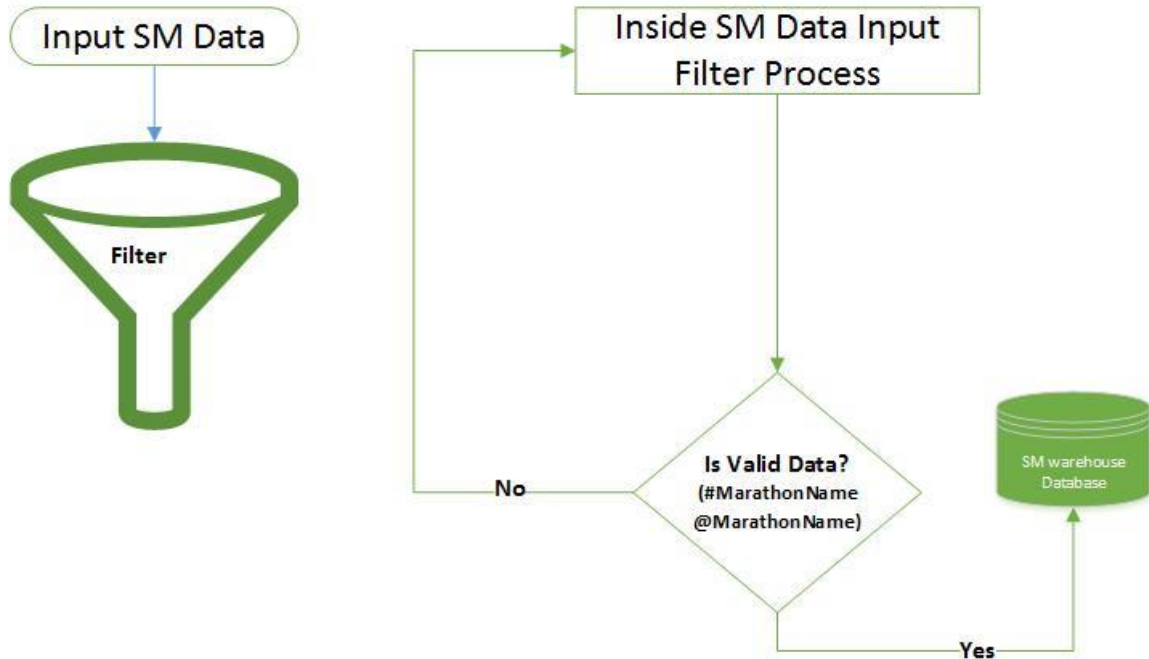 Input SM Data
Filter
Inside SM Data Input
Filter Process
Is Valid Data?
(#MarathonName
@MarathonName)
No
SM warehouse
Database
Yes